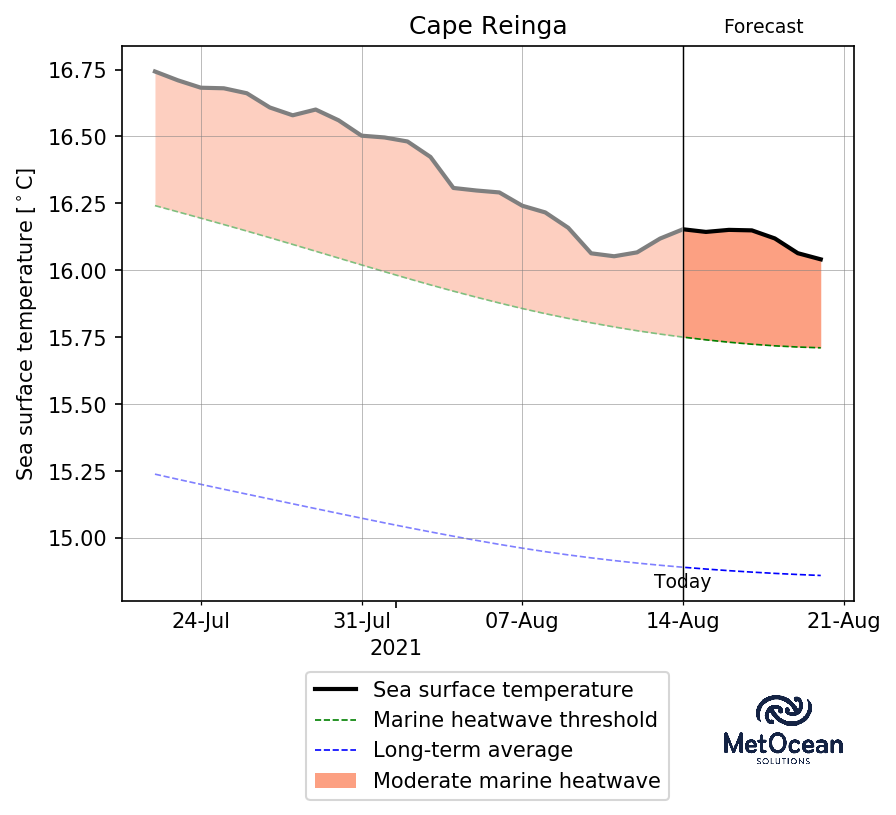 Cape Reinga
Forecast
Sea surface temperature [°C]
16.75
16.50
16.25
16.00
15.75
15.50
15.25
15.00
Today
24-Jul 31-Jul 07-Aug 14-Aug 21-Aug
2021
Sea surface temperature
Marine heatwave threshold
Long-term average
Moderate marine heatwave
MetOcean
SOLUTIONS